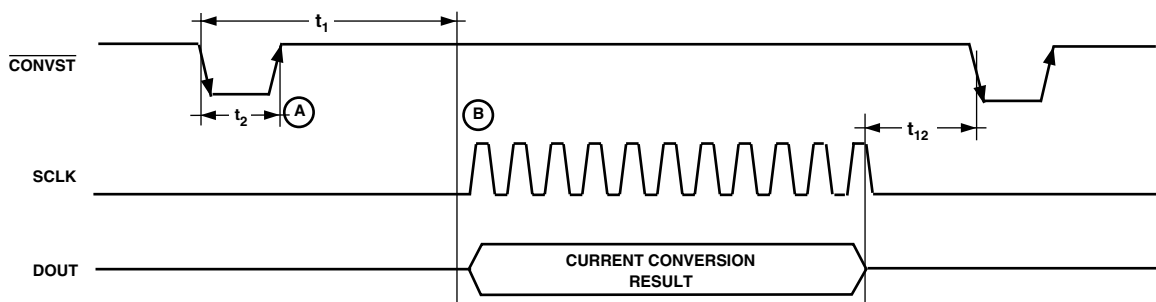 t1
CONVST
t2
A
B
t12
SCLK
DOUT
CURRENT CONVERSION
RESULT